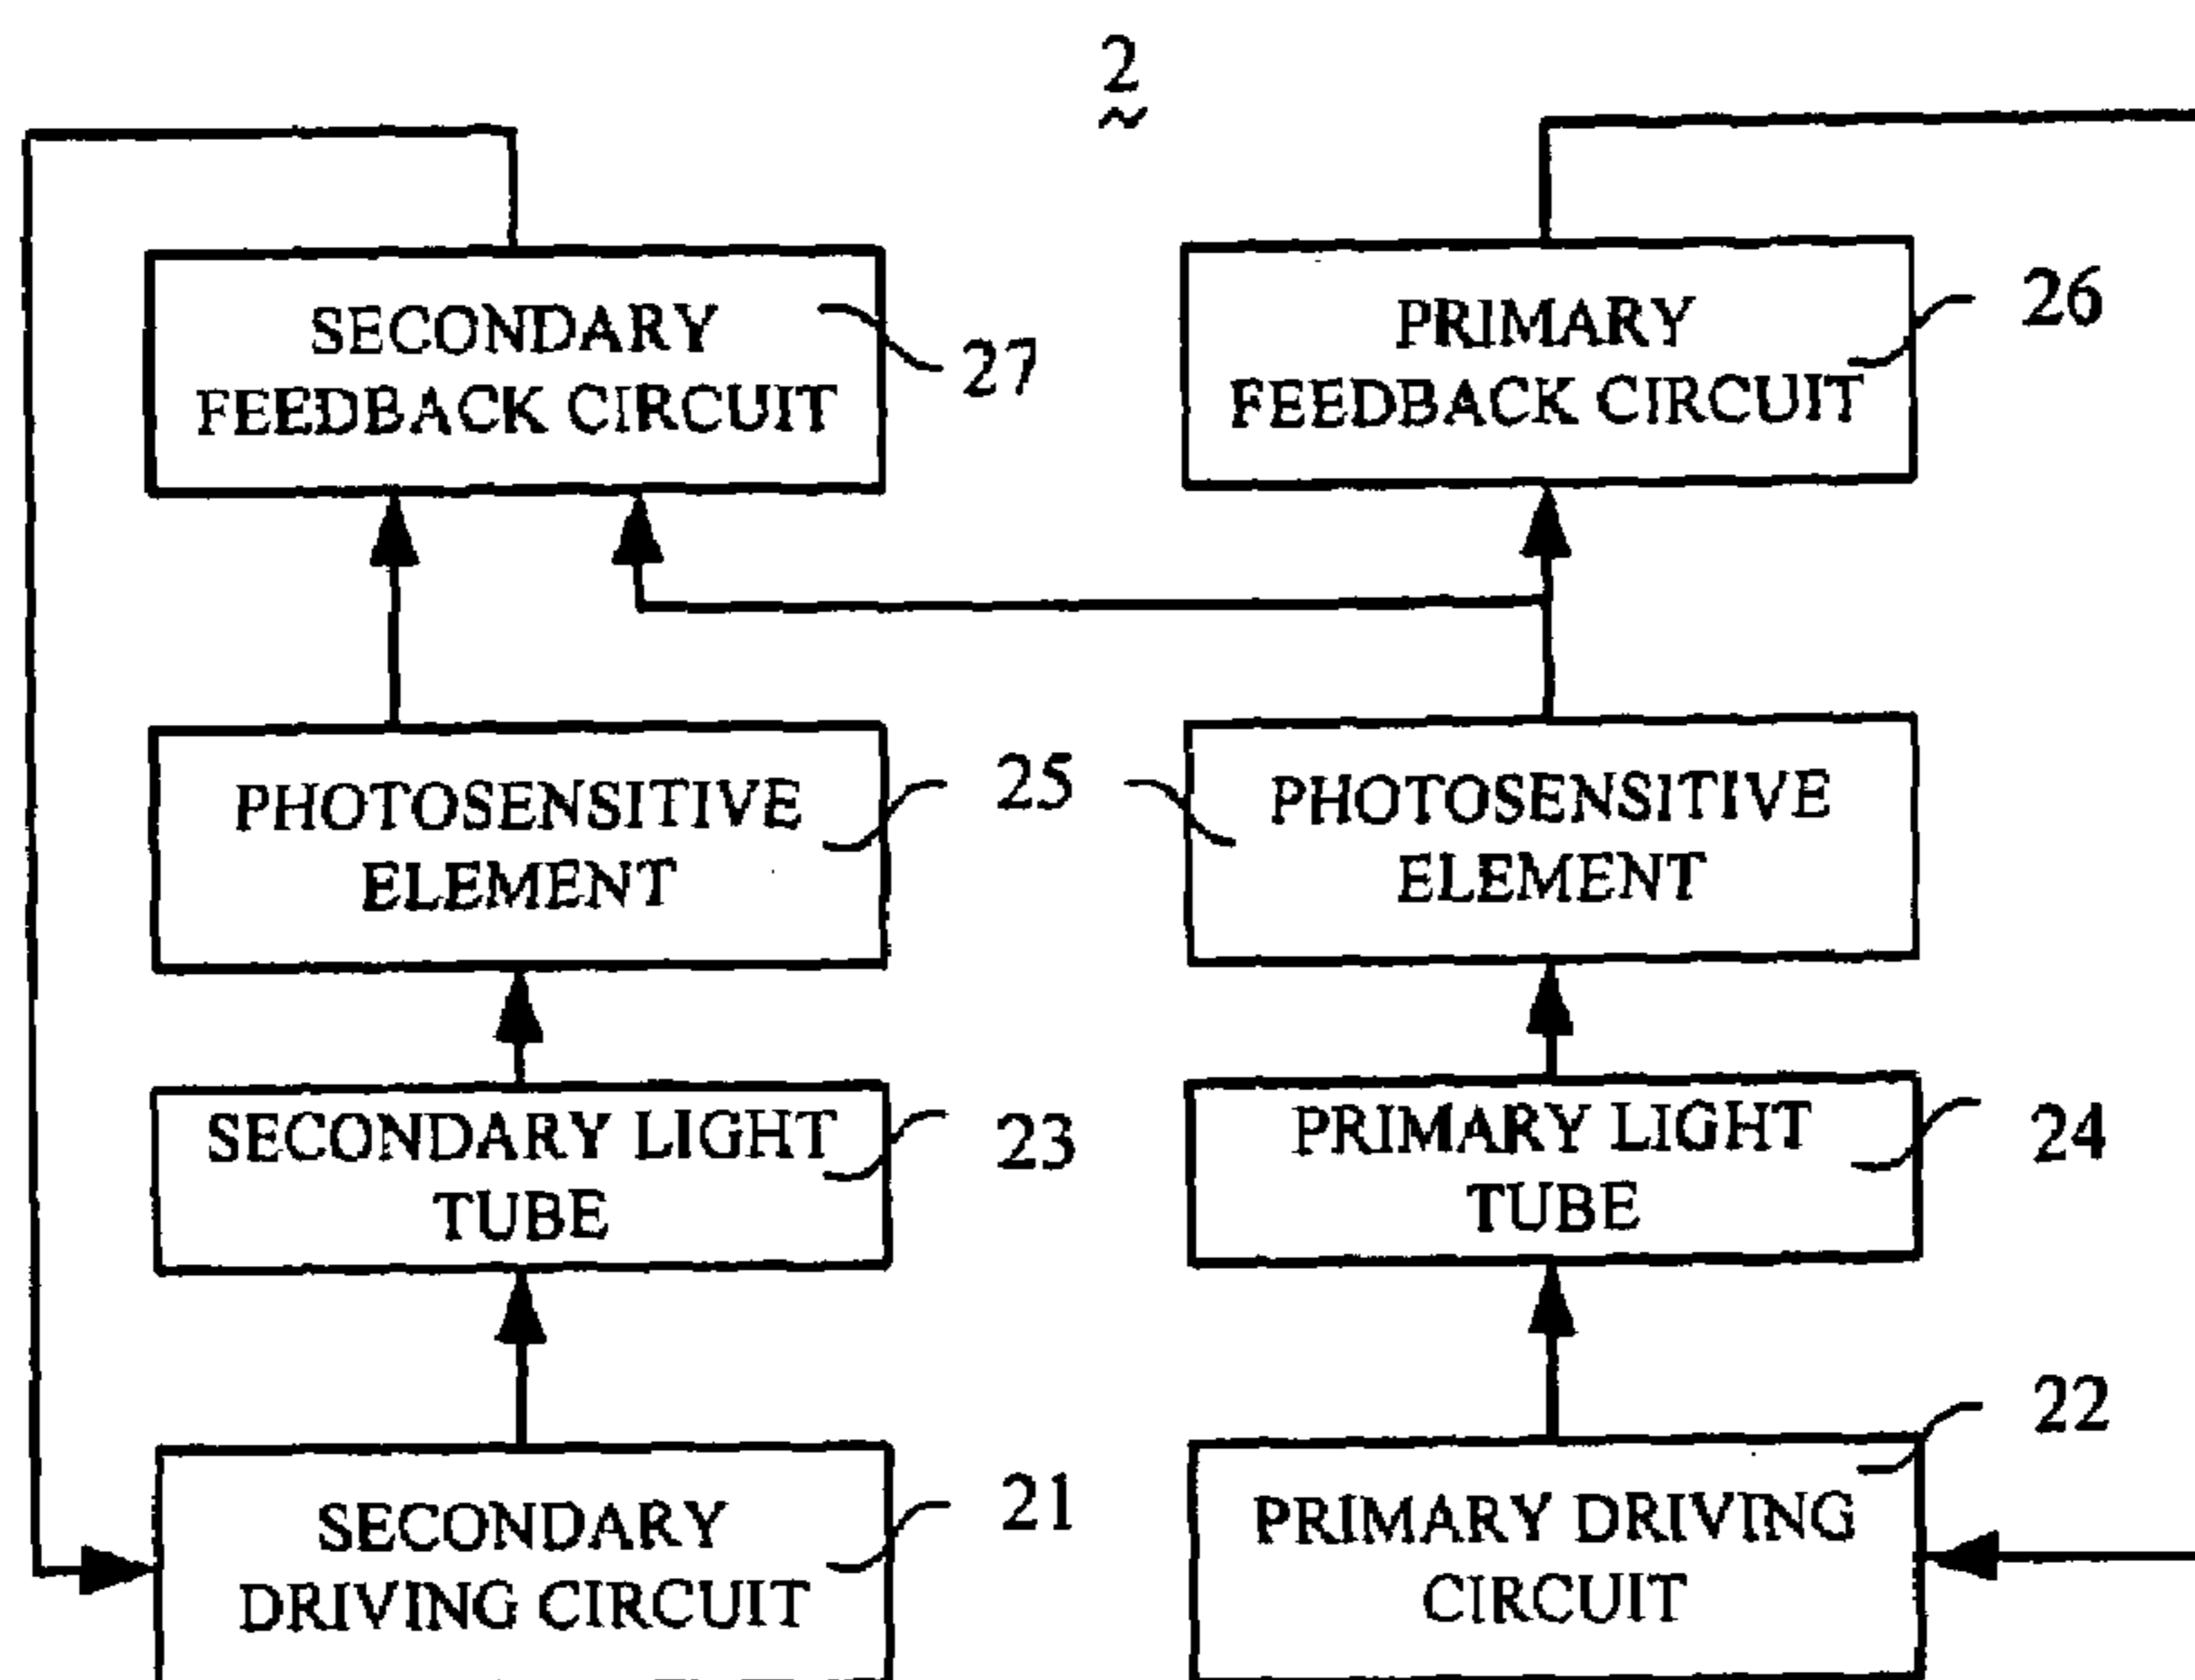 2
SECONDARY
FEEDBACK CIRCUIT
27
PRIMARY
FEEDBACK CIRCUIT
26
PHOTOSENSITIVE
ELEMENT
25
PHOTOSENSITIVE
ELEMENT
SECONDARY LIGHT
TUBE
23
PRIMARY LIGHT
TUBE
24
SECONDARY
DRIVING CIRCUIT
21
PRIMARY DRIVING
CIRCUIT
22